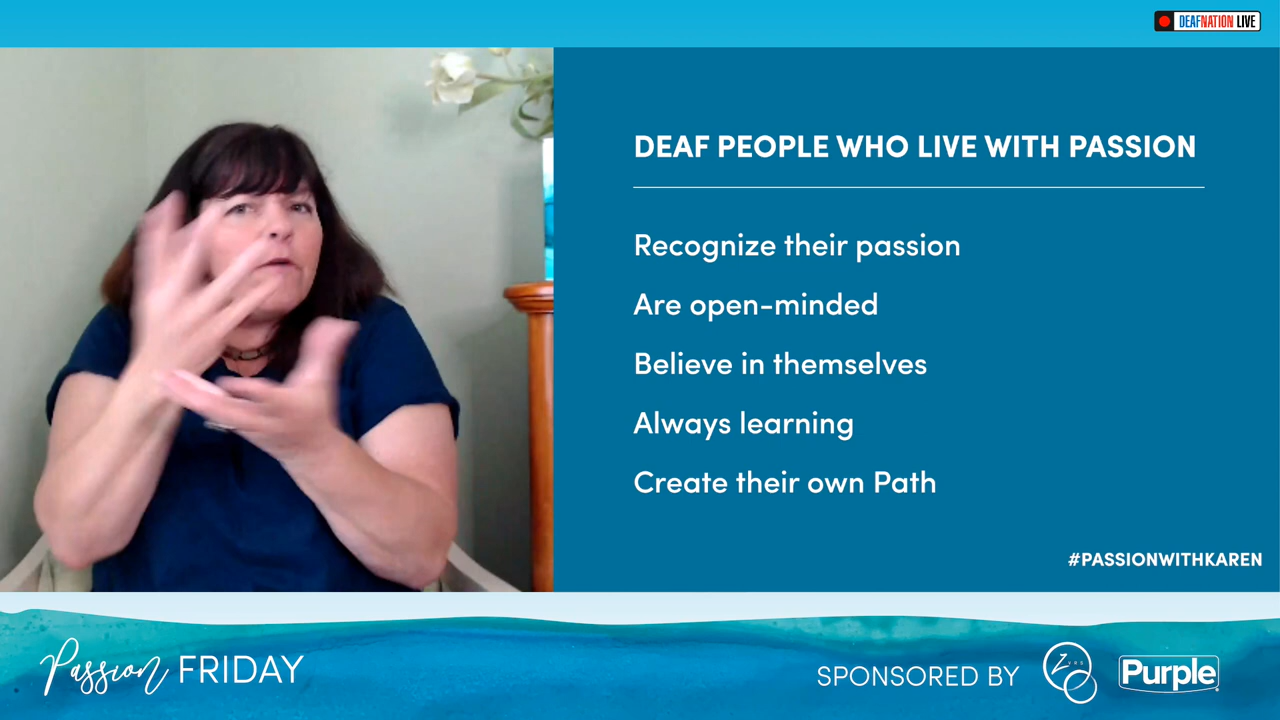 DEAFNATION LIVE
DEAF PEOPLE WHO LIVE WITH PASSION
Recognize their passion
Are open-minded
Believe in themselves
Always learning
Create their own Path
#PASSIONWITHKAREN
Passion FRIDAY
SPONSORED BY ZVRS Purple